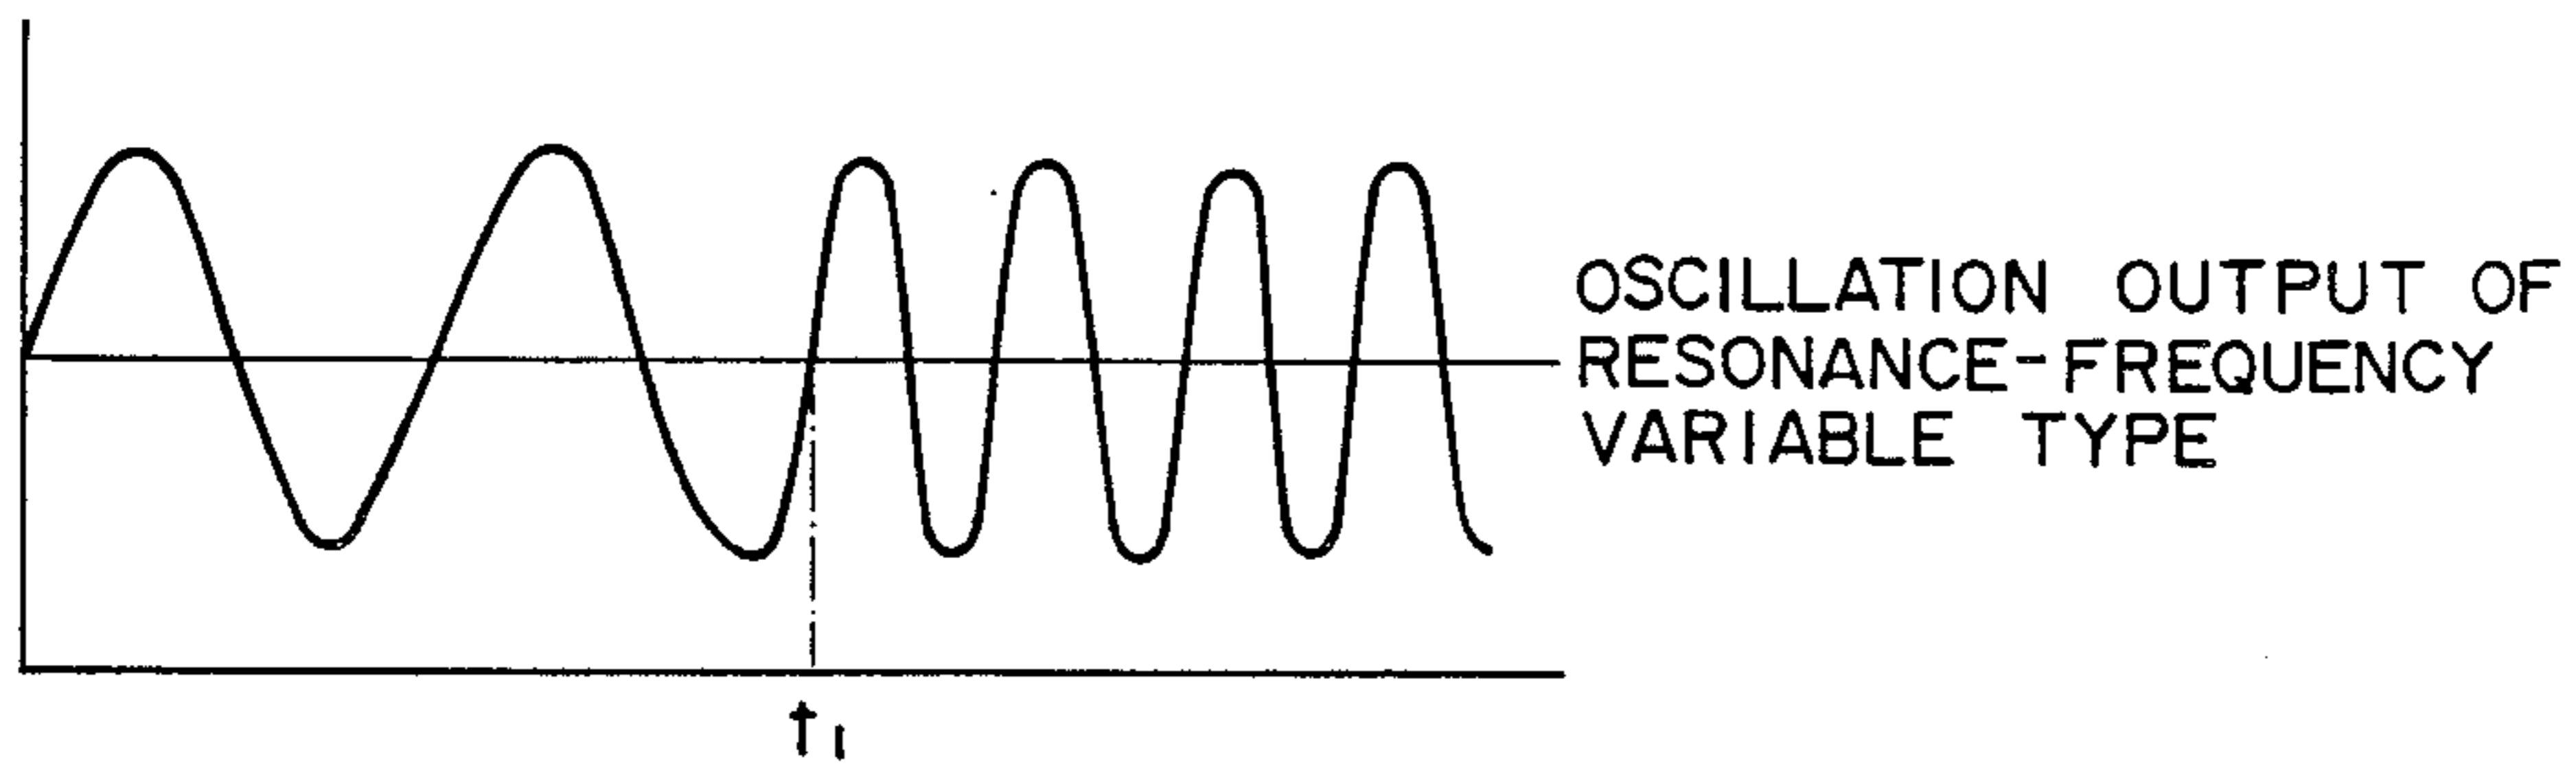 OSCILLATION OUTPUT OF
RESONANCE-FREQUENCY
VARIABLE TYPE
t1